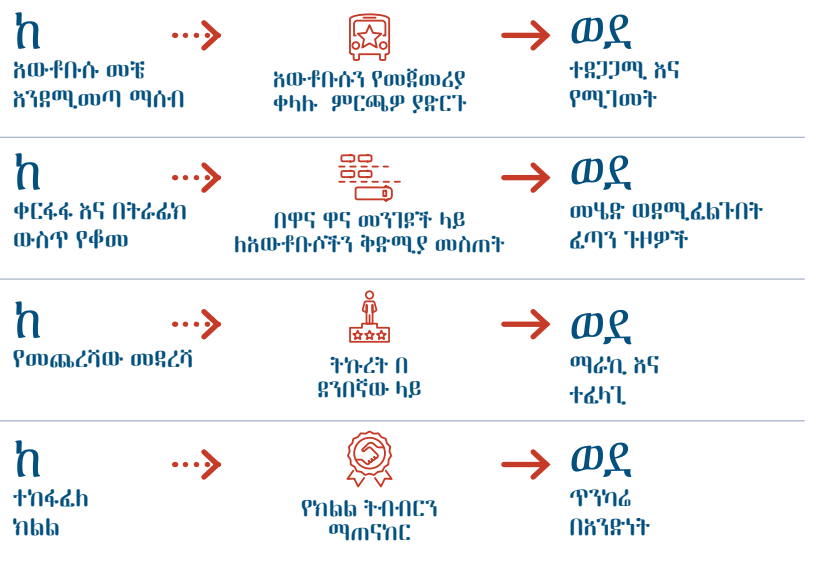 ከ
አውቶቡሱ መቼ
እንደሚመጣ ማሰብ
አውቶቡሱን የመጀመሪያ
ቀላሉ ምርጫዎ ያድርጉ
ወደ
ተደጋጋሚ እና
የሚገመት
ከ
ቀርፋፋ እና በትራፊክ
ውስጥ የቆመ
በዋና ዋና መንገዶች ላይ
ለአውቶቡሶችን ቅድሚያ መስጠት
ወደ
መሄድ ወደሚፈልጉበት
ፈጣን ጉዞዎች
ከ
የመጨረሻው መዳረሻ
ትኩረት በ
ደንበኛው ላይ
ወደ
ማራኪ እና
ተፈላጊ
ከ
ተከፋፈለ
ክልል
የክልል ትብብርን
ማጠናከር
ወደ
ጥንካሬ
በአንድነት